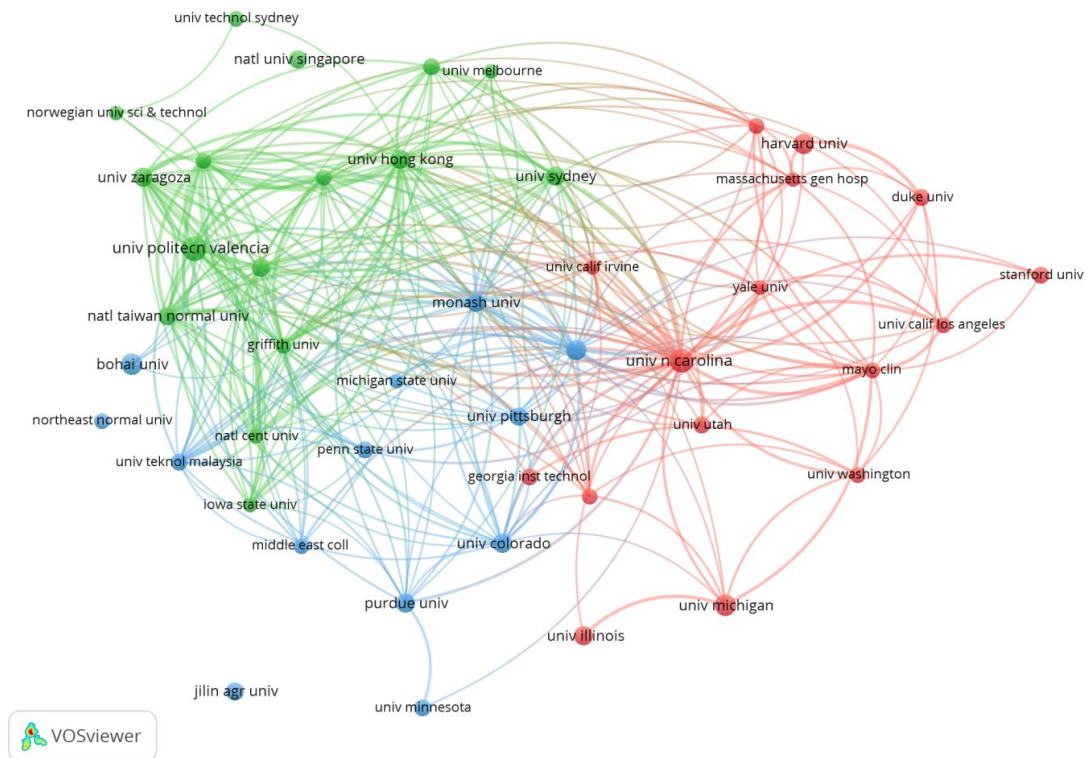 univ technol sydney
natl univ singapore
univ melbourne
norwegian univ sci & technol
harvard univ
univ hong kong
univ zaragoza
univ sydney
massachusetts gen hosp
duke univ
univ politecn valencia
univ calif irvine
stanford univ
yale univ
monash univ
natl taiwan normal univ
univ calif los angeles
griffith univ
bohai univ
univ n carolina
mayo clin
michigan state univ
univ pittsburgh
northeast normal univ
univ utah
natl cent univ
penn state univ
univ teknol malaysia
georgia inst technol
univ washington
iowa state univ
middle east coll
univ colorado
purdue univ
univ michigan
univ illinois
jilin agr univ
univ minnesota
VOSviewer